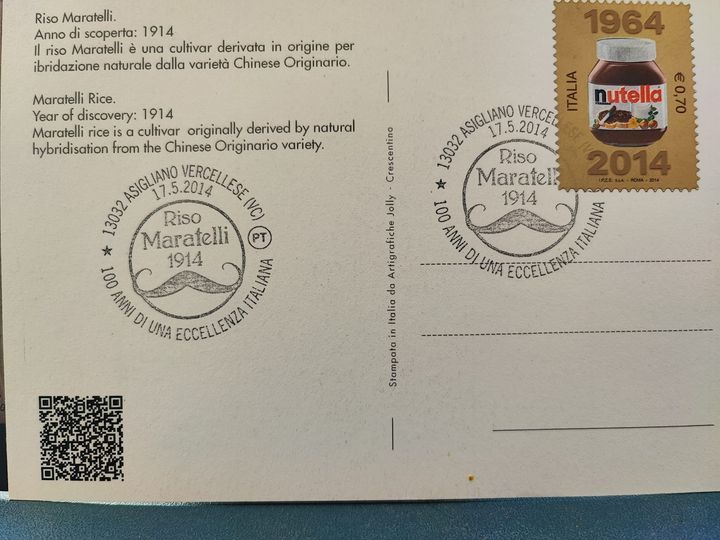 Riso Maratelli.
Anno di scoperta: 1914
Il riso Maratelli è una cultivar derivata in origine per
ibridazione naturale dalla varietà Chinese Originario.
Maratelli Rice.
Year of discovery: 1914
Maratelli rice is a cultivar originally derived by natural
hybridisation from the Chinese Originario variety.
★ 13032 ASIGLIANO VERCELLESE (VC)
17.5.2014
Riso
Maratelli
1914
PT
100 ANNI DI UNA ECCELLENZA ITALIANA
Stampata in Italia da Artigrafiche Jolly · Crescentino
★ 13032 ASIGLIANO VERCELLESE (VC)
17.5.2014
Riso
Maratelli
1914
100 ANNI DI UNA ECCELLENZA ITALIANA
1964
ITALIA
nutella
€ 0,70
2014
I.P.Z.S. S.p.A. - ROMA - 2014